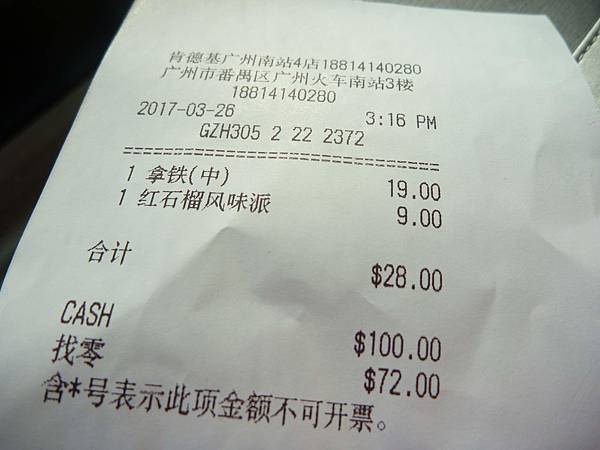 肯德基广州南站4店18814140280
广州市番禺区广州火车南站3楼
18814140280
2017-03-26 3:16 PM
GZH305 2 22 2372
================================
1 拿铁(中) 19.00
1 红石榴风味派 9.00
合计 $28.00
CASH $100.00
找零 $72.00
含*号表示此项金额不可开票。